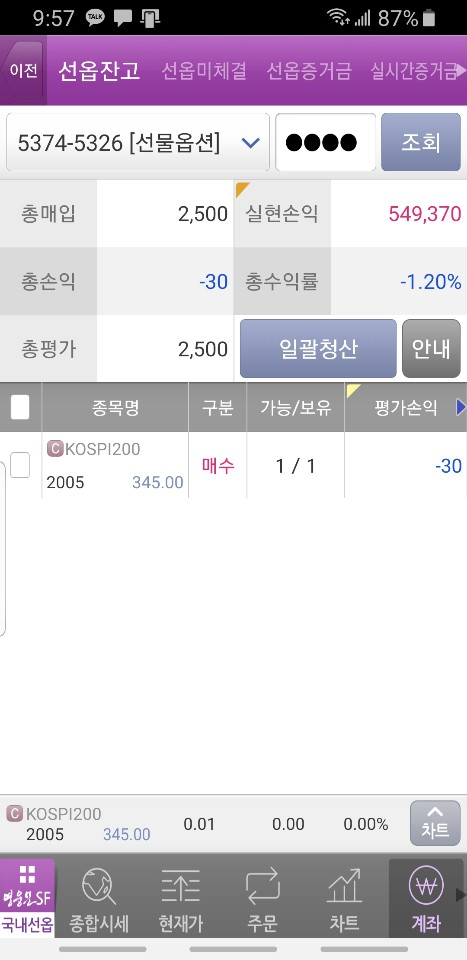 9:57 TALK 87%
이전 선옵잔고 선옵미체결 선옵증거금 실시간증거금
5374-5326 [선물옵션] ●●●● 조회
총매입 2,500 실현손익 549,370
총손익 -30 총수익률 -1.20%
총평가 2,500 일괄청산 안내
종목명 구분 가능/보유 평가손익
C KOSPI200
2005 345.00 매수 1 / 1 -30
C KOSPI200
2005 345.00 0.01 0.00 0.00% 차트
영웅문SF
국내선옵 종합시세 현재가 주문 차트 계좌